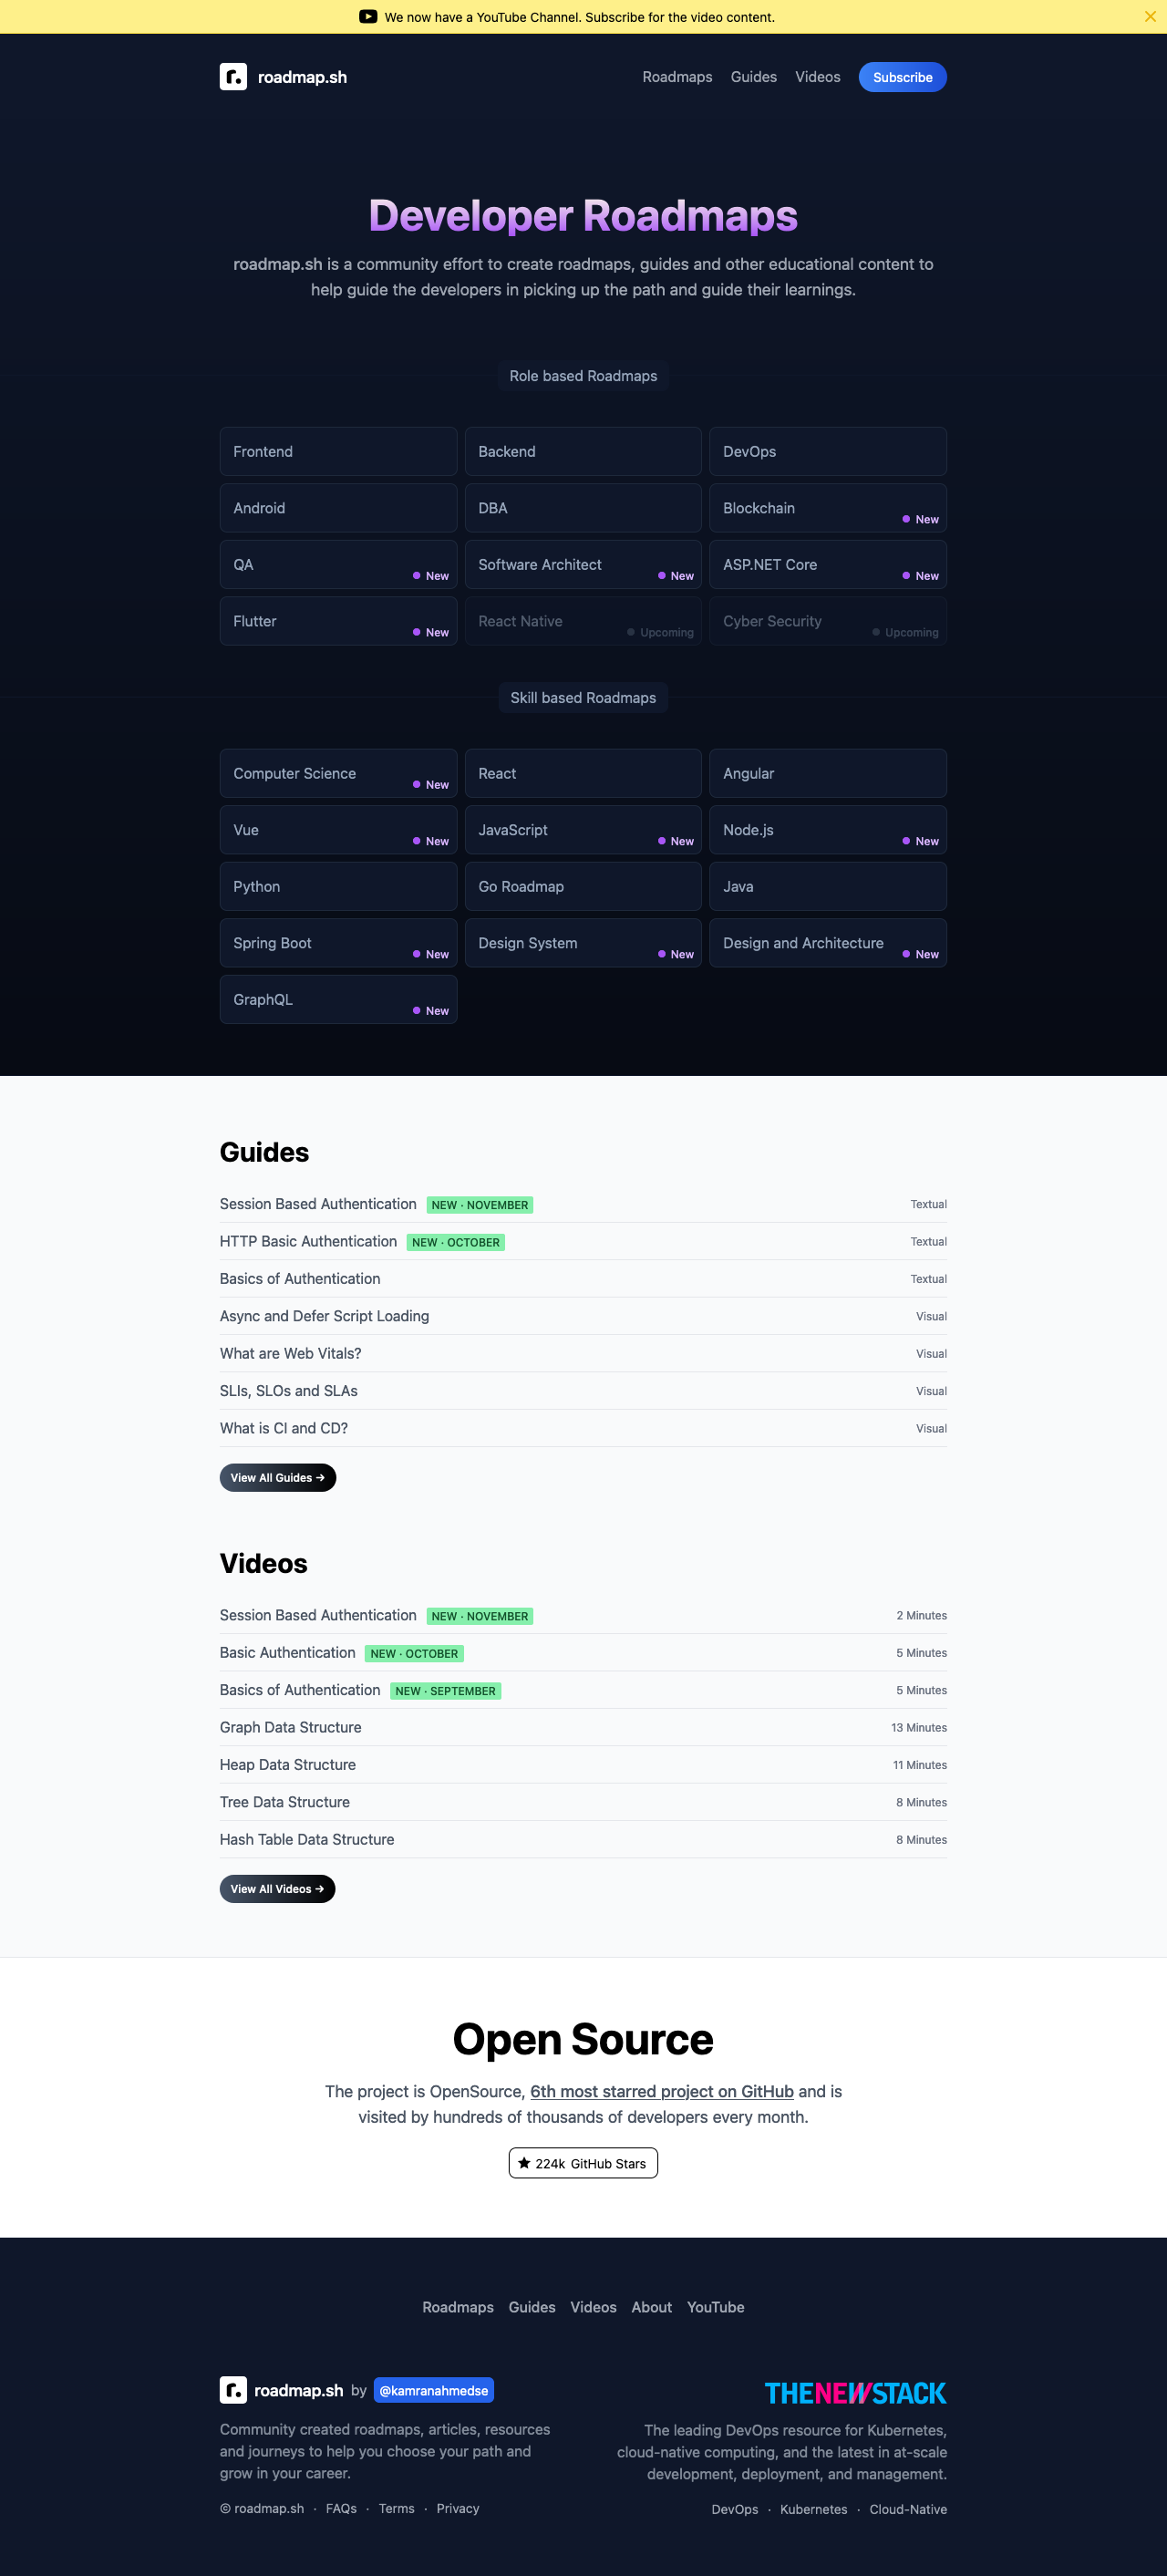 We now have a YouTube Channel. Subscribe for the video content.
roadmap.sh Roadmaps Guides Videos Subscribe
Developer Roadmaps
roadmap.sh is a community effort to create roadmaps, guides and other educational content to
help guide the developers in picking up the path and guide their learnings.
Role based Roadmaps
Frontend Backend DevOps
Android DBA Blockchain New
QA New Software Architect New ASP.NET Core New
Flutter New React Native Upcoming Cyber Security Upcoming
Skill based Roadmaps
Computer Science New React Angular
Vue New JavaScript New Node.js New
Python Go Roadmap Java
Spring Boot New Design System New Design and Architecture New
GraphQL New
Guides
Session Based Authentication NEW · NOVEMBER Textual
HTTP Basic Authentication NEW · OCTOBER Textual
Basics of Authentication Textual
Async and Defer Script Loading Visual
What are Web Vitals? Visual
SLIs, SLOs and SLAs Visual
What is CI and CD? Visual
View All Guides →
Videos
Session Based Authentication NEW · NOVEMBER 2 Minutes
Basic Authentication NEW · OCTOBER 5 Minutes
Basics of Authentication NEW · SEPTEMBER 5 Minutes
Graph Data Structure 13 Minutes
Heap Data Structure 11 Minutes
Tree Data Structure 8 Minutes
Hash Table Data Structure 8 Minutes
View All Videos →
Open Source
The project is OpenSource, 6th most starred project on GitHub and is
visited by hundreds of thousands of developers every month.
★ 224k GitHub Stars
Roadmaps Guides Videos About YouTube
roadmap.sh by @kamranahmedse
Community created roadmaps, articles, resources
and journeys to help you choose your path and
grow in your career.
© roadmap.sh · FAQs · Terms · Privacy
THENEWSTACK
The leading DevOps resource for Kubernetes,
cloud-native computing, and the latest in at-scale
development, deployment, and management.
DevOps · Kubernetes · Cloud-Native